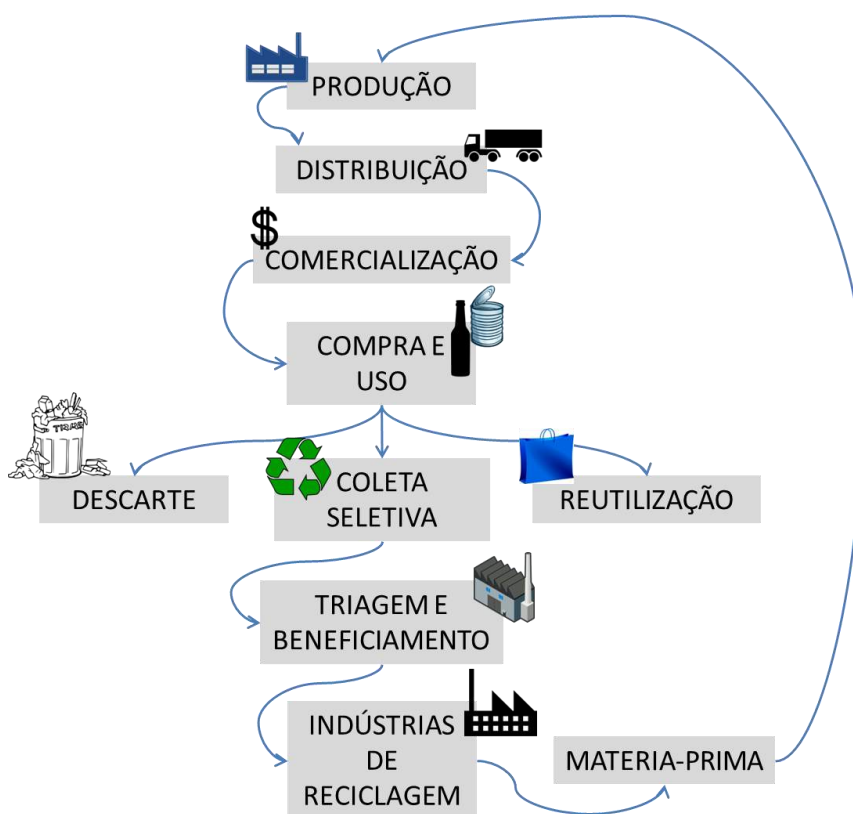 PRODUÇÃO
DISTRIBUIÇÃO
$
COMERCIALIZAÇÃO
COMPRA E
USO
DESCARTE
COLETA
SELETIVA
REUTILIZAÇÃO
TRIAGEM E
BENEFICIAMENTO
INDÚSTRIAS
DE
RECICLAGEM
MATERIA-PRIMA